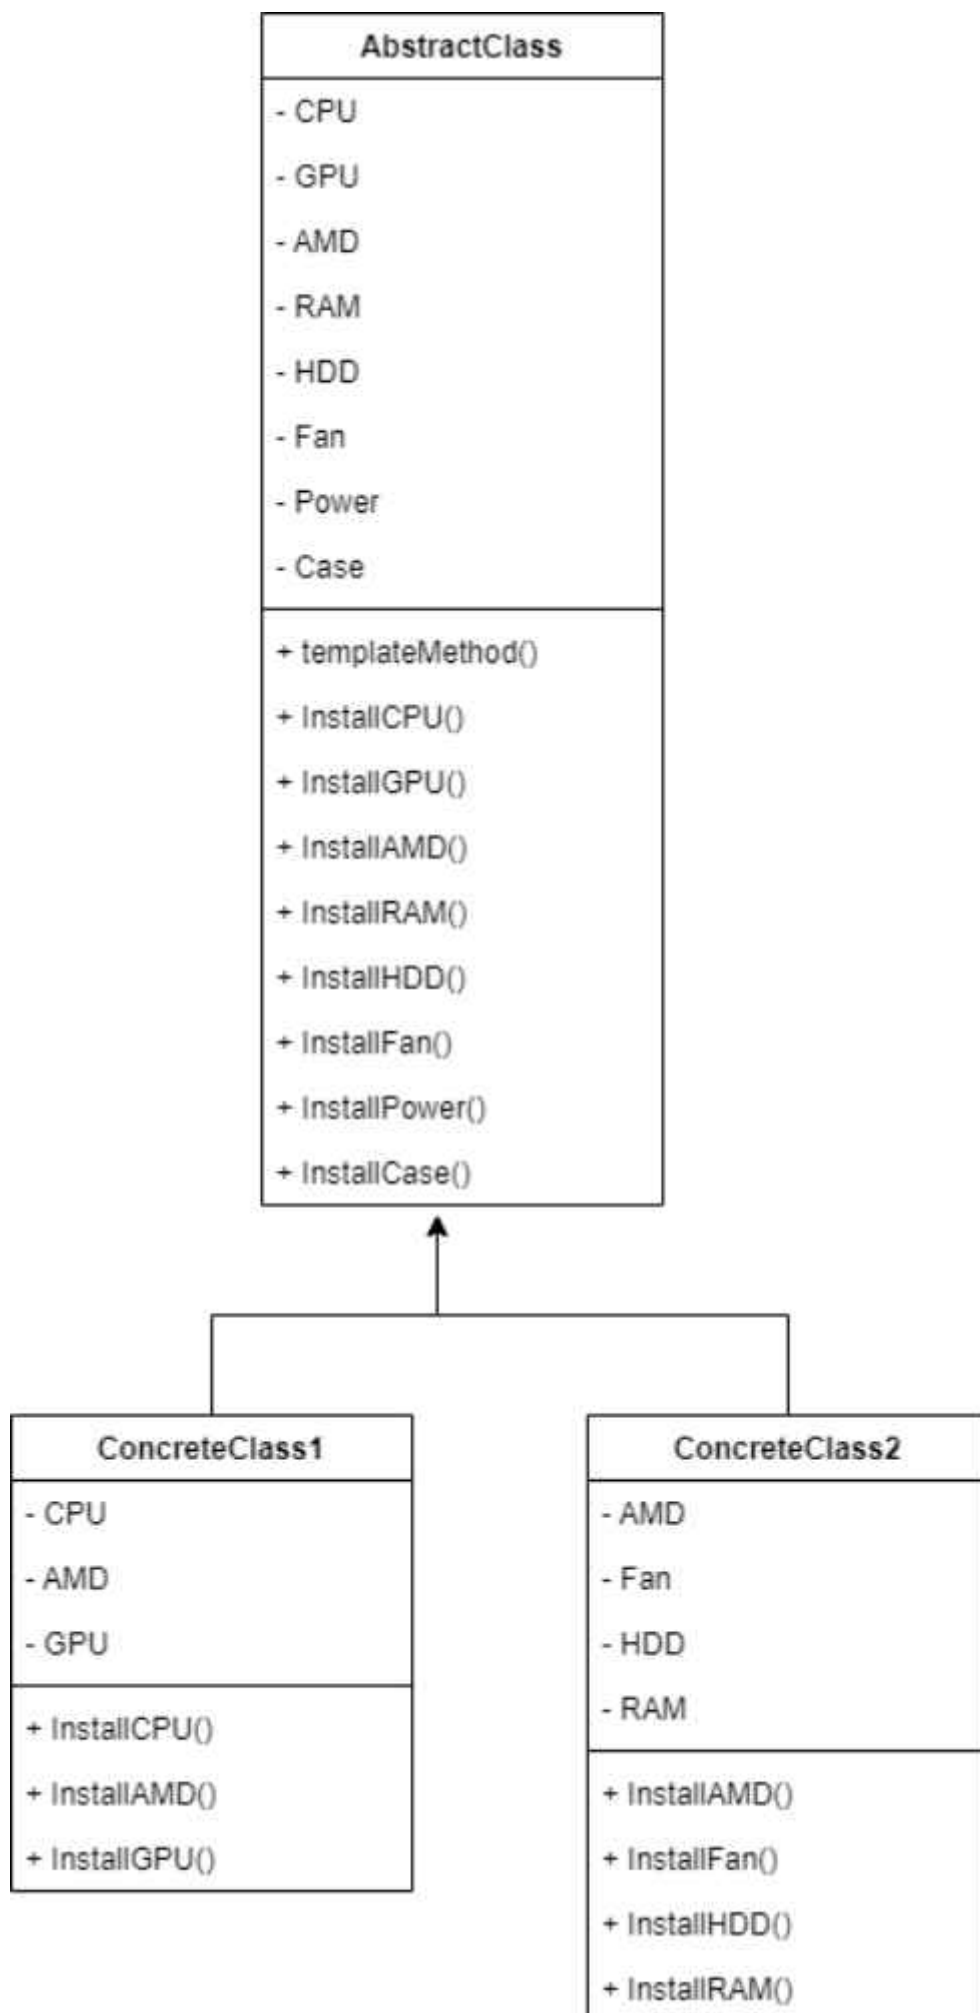 AbstractClass
- CPU
- GPU
- AMD
- RAM
- HDD
- Fan
- Power
- Case
+ templateMethod()
+ InstallCPU()
+ InstallGPU()
+ InstallAMD()
+ InstallRAM()
+ InstallHDD()
+ InstallFan()
+ InstallPower()
+ InstallCase()
ConcreteClass1
- CPU
- AMD
- GPU
+ InstallCPU()
+ InstallAMD()
+ InstallGPU()
ConcreteClass2
- AMD
- Fan
- HDD
- RAM
+ InstallAMD()
+ InstallFan()
+ InstallHDD()
+ InstallRAM()